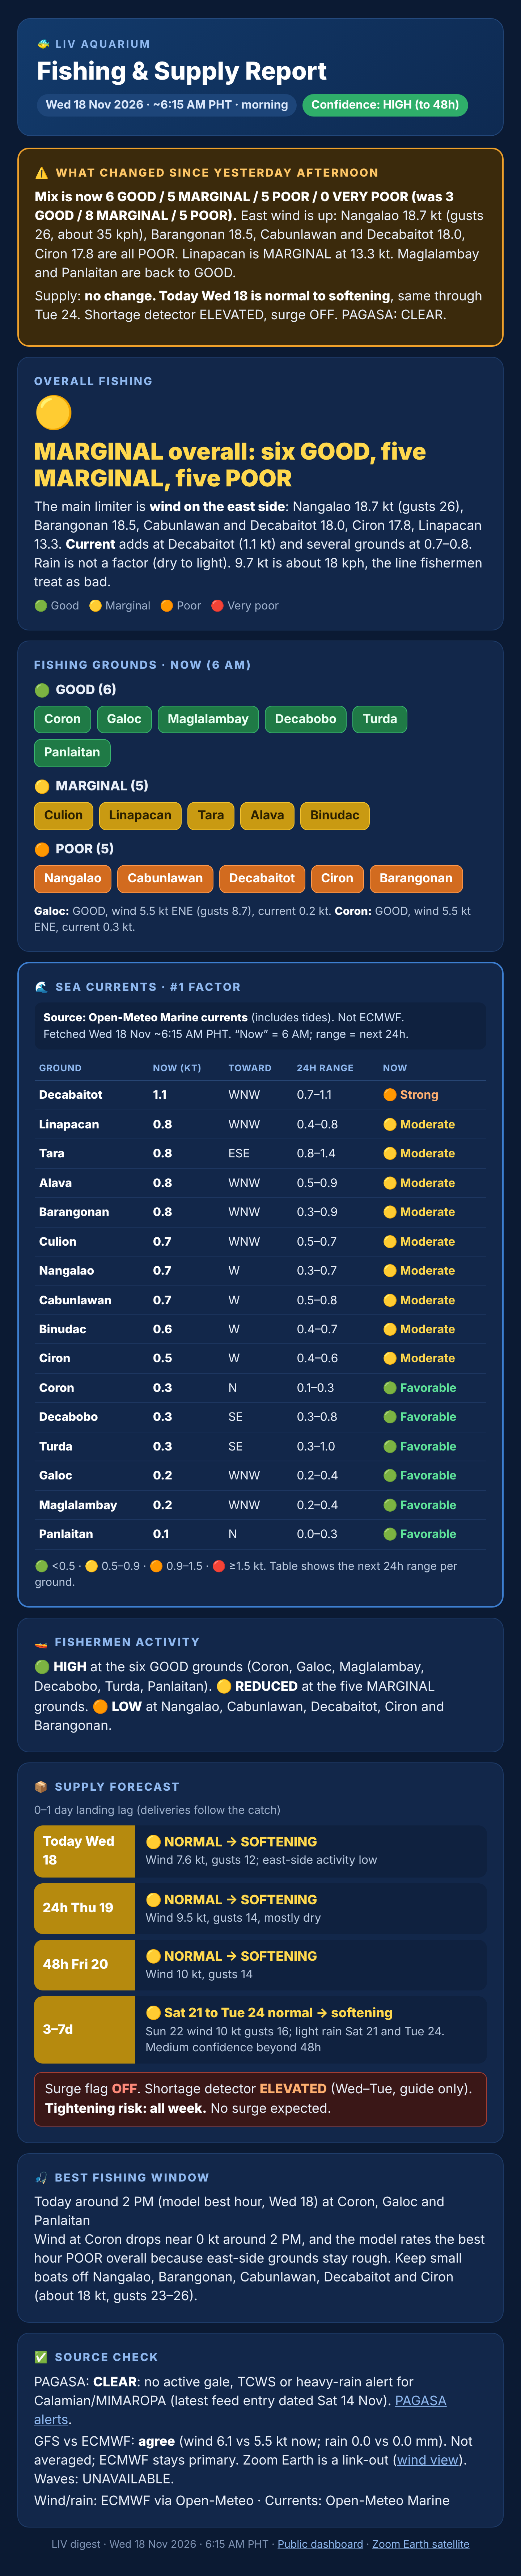 🐠 LIV AQUARIUM
Fishing & Supply Report
Wed 18 Nov 2026 · ~6:15 AM PHT · morning
Confidence: HIGH (to 48h)
⚠️ WHAT CHANGED SINCE YESTERDAY AFTERNOON
Mix is now 6 GOOD / 5 MARGINAL / 5 POOR / 0 VERY POOR (was 3
GOOD / 8 MARGINAL / 5 POOR). East wind is up: Nangalao 18.7 kt (gusts
26, about 35 kph), Barangonan 18.5, Cabunlawan and Decabaitot 18.0,
Ciron 17.8 are all POOR. Linapacan is MARGINAL at 13.3 kt. Maglalambay
and Panlaitan are back to GOOD.
Supply: no change. Today Wed 18 is normal to softening, same through
Tue 24. Shortage detector ELEVATED, surge OFF. PAGASA: CLEAR.
OVERALL FISHING
🟡
MARGINAL overall: six GOOD, five
MARGINAL, five POOR
The main limiter is wind on the east side: Nangalao 18.7 kt (gusts 26),
Barangonan 18.5, Cabunlawan and Decabaitot 18.0, Ciron 17.8, Linapacan
13.3. Current adds at Decabaitot (1.1 kt) and several grounds at 0.7–0.8.
Rain is not a factor (dry to light). 9.7 kt is about 18 kph, the line fishermen
treat as bad.
🟢 Good 🟡 Marginal 🟠 Poor 🔴 Very poor
FISHING GROUNDS · NOW (6 AM)
🟢 GOOD (6)
Coron Galoc Maglalambay Decabobo Turda
Panlaitan
🟡 MARGINAL (5)
Culion Linapacan Tara Alava Binudac
🟠 POOR (5)
Nangalao Cabunlawan Decabaitot Ciron Barangonan
Galoc: GOOD, wind 5.5 kt ENE (gusts 8.7), current 0.2 kt. Coron: GOOD, wind 5.5 kt
ENE, current 0.3 kt.
🌊 SEA CURRENTS · #1 FACTOR
Source: Open-Meteo Marine currents (includes tides). Not ECMWF.
Fetched Wed 18 Nov ~6:15 AM PHT. “Now” = 6 AM; range = next 24h.
GROUND NOW (KT) TOWARD 24H RANGE NOW
Decabaitot 1.1 WNW 0.7–1.1 🟠 Strong
Linapacan 0.8 WNW 0.4–0.8 🟡 Moderate
Tara 0.8 ESE 0.8–1.4 🟡 Moderate
Alava 0.8 WNW 0.5–0.9 🟡 Moderate
Barangonan 0.8 WNW 0.3–0.9 🟡 Moderate
Culion 0.7 WNW 0.5–0.7 🟡 Moderate
Nangalao 0.7 W 0.3–0.7 🟡 Moderate
Cabunlawan 0.7 W 0.5–0.8 🟡 Moderate
Binudac 0.6 W 0.4–0.7 🟡 Moderate
Ciron 0.5 W 0.4–0.6 🟡 Moderate
Coron 0.3 N 0.1–0.3 🟢 Favorable
Decabobo 0.3 SE 0.3–0.8 🟢 Favorable
Turda 0.3 SE 0.3–1.0 🟢 Favorable
Galoc 0.2 WNW 0.2–0.4 🟢 Favorable
Maglalambay 0.2 WNW 0.2–0.4 🟢 Favorable
Panlaitan 0.1 N 0.0–0.3 🟢 Favorable
🟢 <0.5 · 🟡 0.5–0.9 · 🟠 0.9–1.5 · 🔴 ≥1.5 kt. Table shows the next 24h range per
ground.
🚤 FISHERMEN ACTIVITY
🟢 HIGH at the six GOOD grounds (Coron, Galoc, Maglalambay,
Decabobo, Turda, Panlaitan). 🟡 REDUCED at the five MARGINAL
grounds. 🟠 LOW at Nangalao, Cabunlawan, Decabaitot, Ciron and
Barangonan.
📦 SUPPLY FORECAST
0–1 day landing lag (deliveries follow the catch)
Today Wed
18
🟡 NORMAL → SOFTENING
Wind 7.6 kt, gusts 12; east-side activity low
24h Thu 19
🟡 NORMAL → SOFTENING
Wind 9.5 kt, gusts 14, mostly dry
48h Fri 20
🟡 NORMAL → SOFTENING
Wind 10 kt, gusts 14
3–7d
🟡 Sat 21 to Tue 24 normal → softening
Sun 22 wind 10 kt gusts 16; light rain Sat 21 and Tue 24.
Medium confidence beyond 48h
Surge flag OFF. Shortage detector ELEVATED (Wed–Tue, guide only).
Tightening risk: all week. No surge expected.
🎣 BEST FISHING WINDOW
Today around 2 PM (model best hour, Wed 18) at Coron, Galoc and
Panlaitan
Wind at Coron drops near 0 kt around 2 PM, and the model rates the best
hour POOR overall because east-side grounds stay rough. Keep small
boats off Nangalao, Barangonan, Cabunlawan, Decabaitot and Ciron
(about 18 kt, gusts 23–26).
✅ SOURCE CHECK
PAGASA: CLEAR: no active gale, TCWS or heavy-rain alert for
Calamian/MIMAROPA (latest feed entry dated Sat 14 Nov). PAGASA
alerts.
GFS vs ECMWF: agree (wind 6.1 vs 5.5 kt now; rain 0.0 vs 0.0 mm). Not
averaged; ECMWF stays primary. Zoom Earth is a link-out (wind view).
Waves: UNAVAILABLE.
Wind/rain: ECMWF via Open-Meteo · Currents: Open-Meteo Marine
LIV digest · Wed 18 Nov 2026 · 6:15 AM PHT · Public dashboard · Zoom Earth satellite